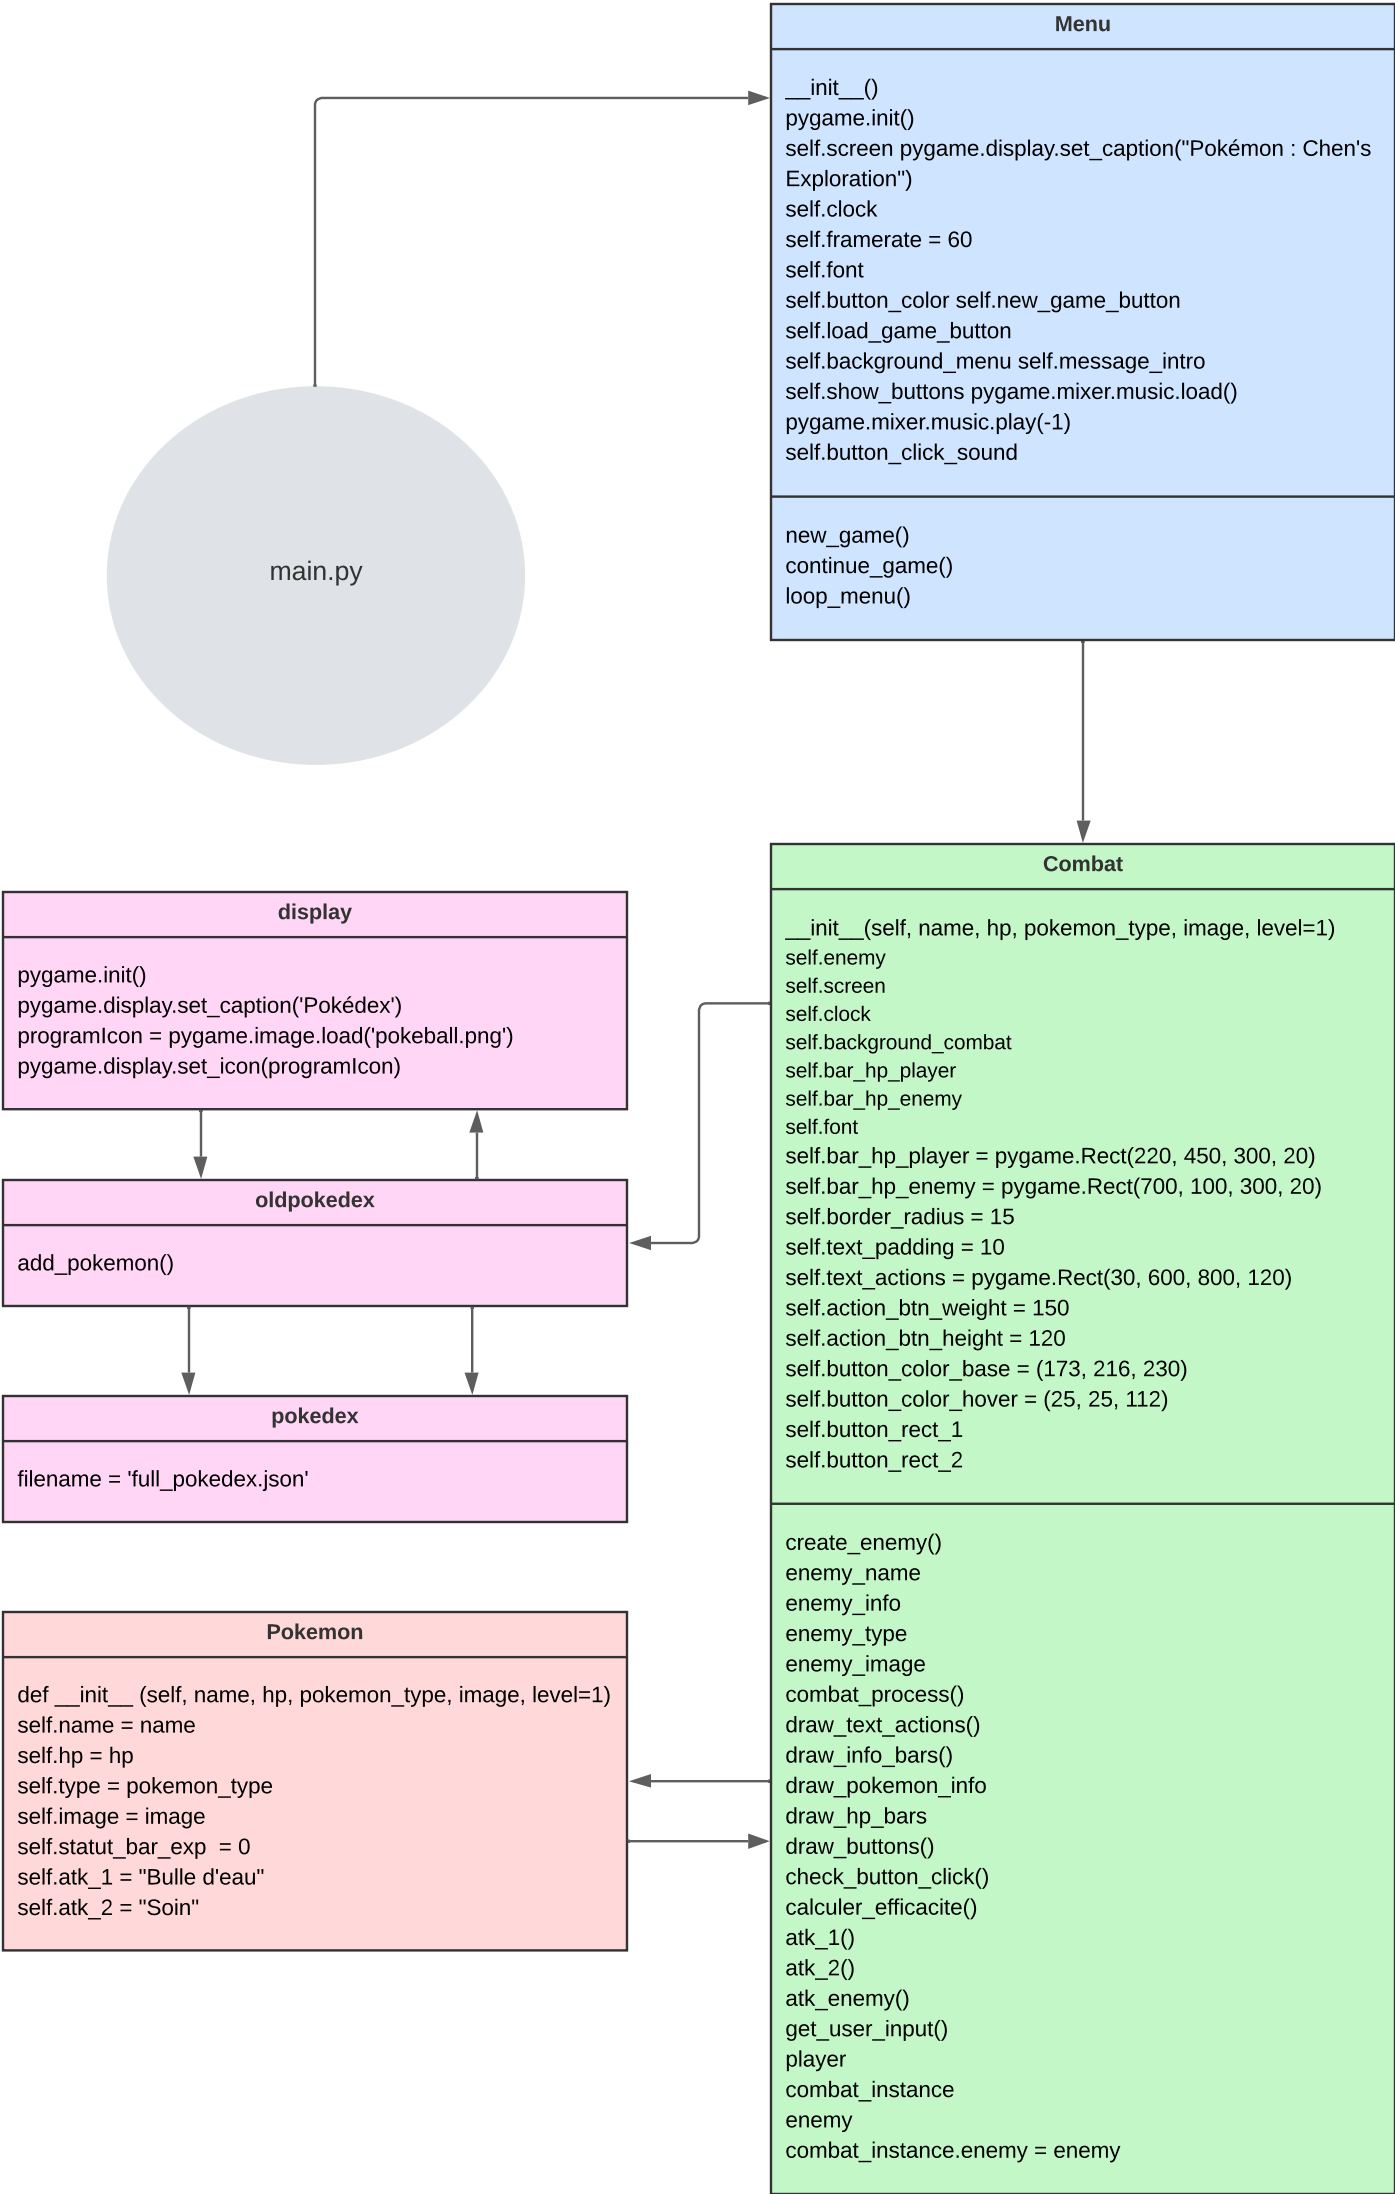 Menu
__init__()
pygame.init()
self.screen pygame.display.set_caption("Pokémon : Chen's
Exploration")
self.clock
self.framerate = 60
self.font
self.button_color self.new_game_button
self.load_game_button
self.background_menu self.message_intro
self.show_buttons pygame.mixer.music.load()
pygame.mixer.music.play(-1)
self.button_click_sound
new_game()
continue_game()
loop_menu()
main.py
Combat
__init__(self, name, hp, pokemon_type, image, level=1)
self.enemy
self.screen
self.clock
self.background_combat
self.bar_hp_player
self.bar_hp_enemy
self.font
self.bar_hp_player = pygame.Rect(220, 450, 300, 20)
self.bar_hp_enemy = pygame.Rect(700, 100, 300, 20)
self.border_radius = 15
self.text_padding = 10
self.text_actions = pygame.Rect(30, 600, 800, 120)
self.action_btn_weight = 150
self.action_btn_height = 120
self.button_color_base = (173, 216, 230)
self.button_color_hover = (25, 25, 112)
self.button_rect_1
self.button_rect_2
create_enemy()
enemy_name
enemy_info
enemy_type
enemy_image
combat_process()
draw_text_actions()
draw_info_bars()
draw_pokemon_info
draw_hp_bars
draw_buttons()
check_button_click()
calculer_efficacite()
atk_1()
atk_2()
atk_enemy()
get_user_input()
player
combat_instance
enemy
combat_instance.enemy = enemy
display
pygame.init()
pygame.display.set_caption('Pokédex')
programIcon = pygame.image.load('pokeball.png')
pygame.display.set_icon(programIcon)
oldpokedex
add_pokemon()
pokedex
filename = 'full_pokedex.json'
Pokemon
def __init__ (self, name, hp, pokemon_type, image, level=1)
self.name = name
self.hp = hp
self.type = pokemon_type
self.image = image
self.statut_bar_exp  = 0
self.atk_1 = "Bulle d'eau"
self.atk_2 = "Soin"